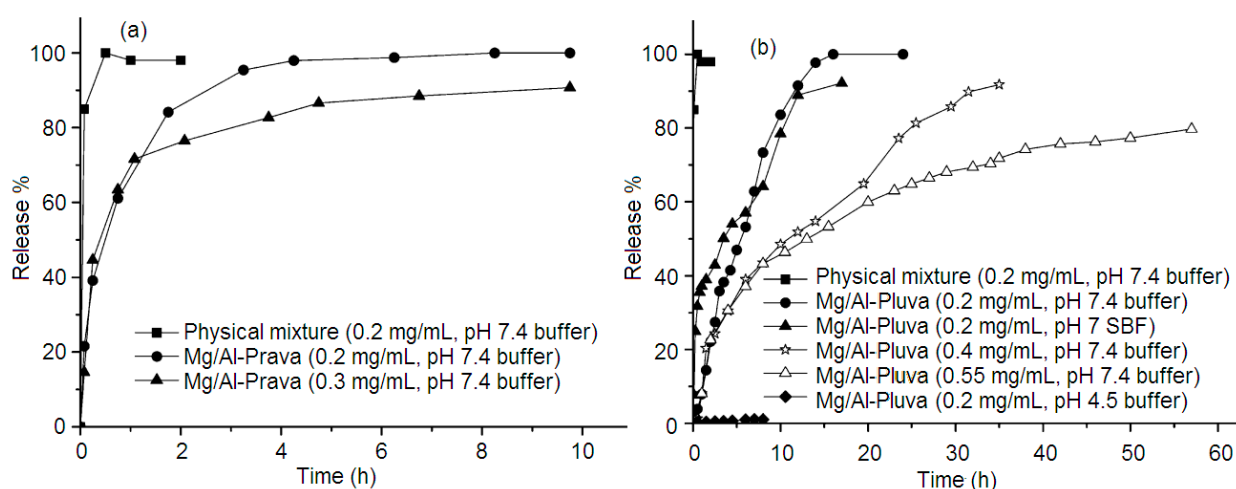 (a)
Release %
100
80
60
40
20
0
Physical mixture (0.2 mg/mL, pH 7.4 buffer)
Mg/Al-Prava (0.2 mg/mL, pH 7.4 buffer)
Mg/Al-Prava (0.3 mg/mL, pH 7.4 buffer)
0 2 4 6 8 10
Time (h)
(b)
Release %
100
80
60
40
20
0
Physical mixture (0.2 mg/mL, pH 7.4 buffer)
Mg/Al-Pluva (0.2 mg/mL, pH 7.4 buffer)
Mg/Al-Pluva (0.2 mg/mL, pH 7 SBF)
Mg/Al-Pluva (0.4 mg/mL, pH 7.4 buffer)
Mg/Al-Pluva (0.55 mg/mL, pH 7.4 buffer)
Mg/Al-Pluva (0.2 mg/mL, pH 4.5 buffer)
0 10 20 30 40 50 60
Time (h)